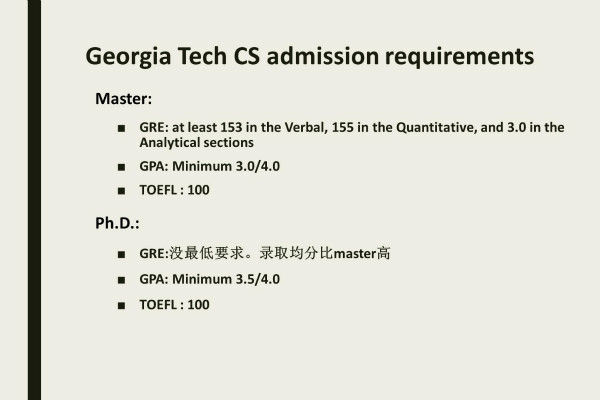 Georgia Tech CS admission requirements
Master:
■ GRE: at least 153 in the Verbal, 155 in the Quantitative, and 3.0 in the
Analytical sections
■ GPA: Minimum 3.0/4.0
■ TOEFL : 100
Ph.D.:
■ GRE:没最低要求。录取均分比master高
■ GPA: Minimum 3.5/4.0
■ TOEFL : 100